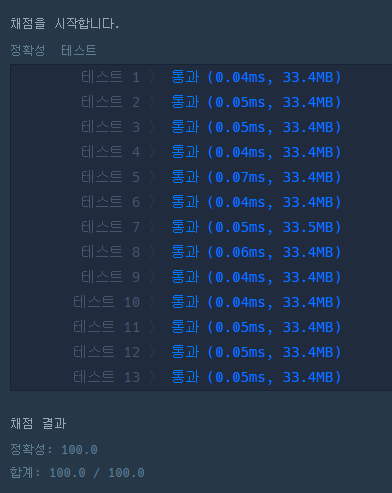 채점을 시작합니다.
정확성 테스트
테스트 1 〉 통과 (0.04ms, 33.4MB)
테스트 2 〉 통과 (0.05ms, 33.4MB)
테스트 3 〉 통과 (0.05ms, 33.4MB)
테스트 4 〉 통과 (0.04ms, 33.4MB)
테스트 5 〉 통과 (0.07ms, 33.4MB)
테스트 6 〉 통과 (0.04ms, 33.4MB)
테스트 7 〉 통과 (0.05ms, 33.5MB)
테스트 8 〉 통과 (0.06ms, 33.4MB)
테스트 9 〉 통과 (0.04ms, 33.4MB)
테스트 10 〉 통과 (0.04ms, 33.4MB)
테스트 11 〉 통과 (0.05ms, 33.4MB)
테스트 12 〉 통과 (0.05ms, 33.4MB)
테스트 13 〉 통과 (0.05ms, 33.4MB)
채점 결과
정확성: 100.0
합계: 100.0 / 100.0